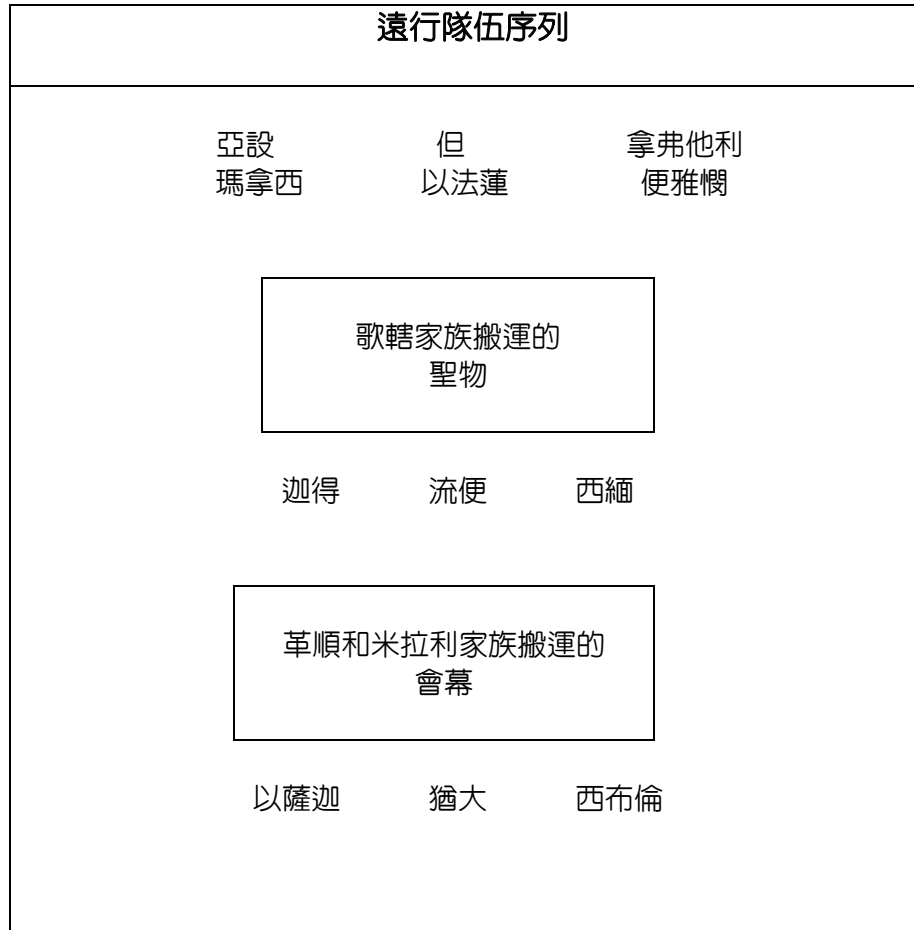 遠行隊伍序列
亞設 但 拿弗他利
瑪拿西 以法蓮 便雅憫
歌轄家族搬運的
聖物
迦得 流便 西緬
革順和米拉利家族搬運的
會幕
以薩迦 猶大 西布倫